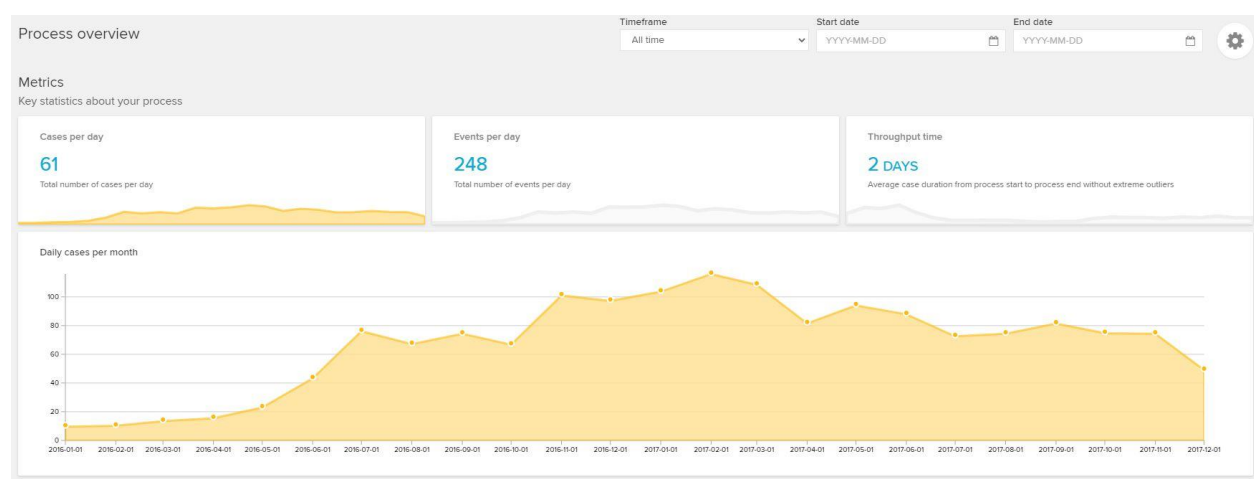 Process overview
Timeframe Start date End date
All time YYYY-MM-DD YYYY-MM-DD
Metrics
Key statistics about your process
Cases per day Events per day Throughput time
61 248 2 DAYS
Total number of cases per day Total number of events per day Average case duration from process start to process end without extreme outliers
Daily cases per month
100
80
60
40
20
0
2016-01-01 2016-02-01 2016-03-01 2016-04-01 2016-05-01 2016-06-01 2016-07-01 2016-08-01 2016-09-01 2016-10-01 2016-11-01 2016-12-01 2017-01-01 2017-02-01 2017-03-01 2017-04-01 2017-05-01 2017-06-01 2017-07-01 2017-08-01 2017-09-01 2017-10-01 2017-11-01 2017-12-01